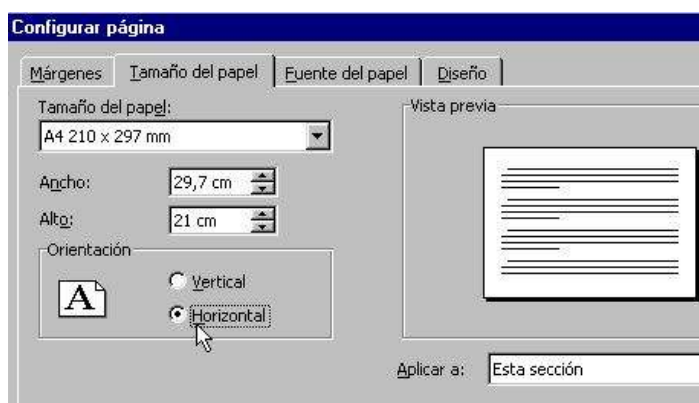 Configurar página
Márgenes Tamaño del papel Fuente del papel Diseño
Tamaño del papel:
A4 210 x 297 mm
Ancho: 29,7 cm
Alto: 21 cm
Orientación
A
Vertical
Horizontal
Vista previa
Aplicar a: Esta sección